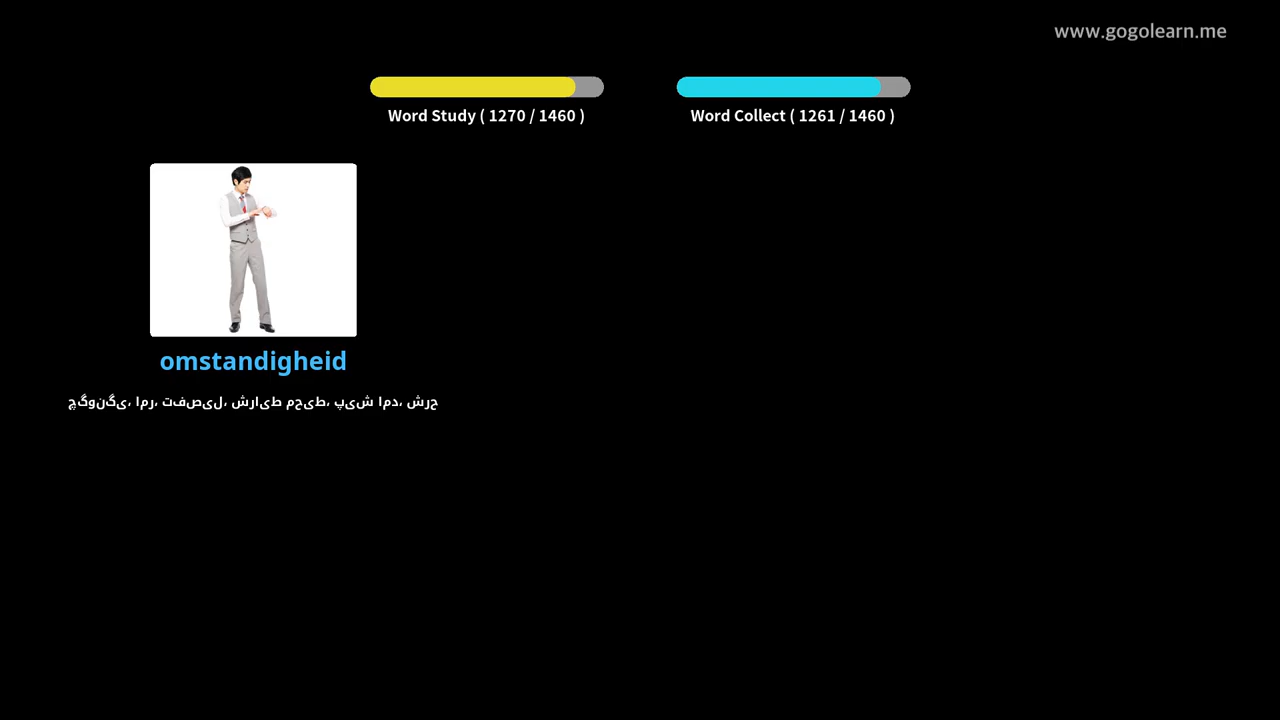 www.gogolearn.me
Word Study ( 1270 / 1460 )
Word Collect ( 1261 / 1460 )
omstandigheid
چگونگی، امر، تفصیل، شرایط محیط، پیش امد، شرح